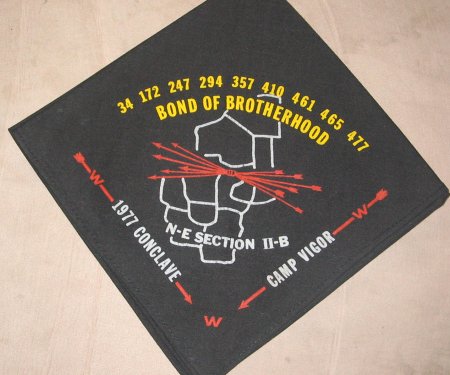 34 172 247 294 357 410 461 465 477
BOND OF BROTHERHOOD
N-E SECTION II-B
W
1977 CONCLAVE
W
CAMP VIGOR
W